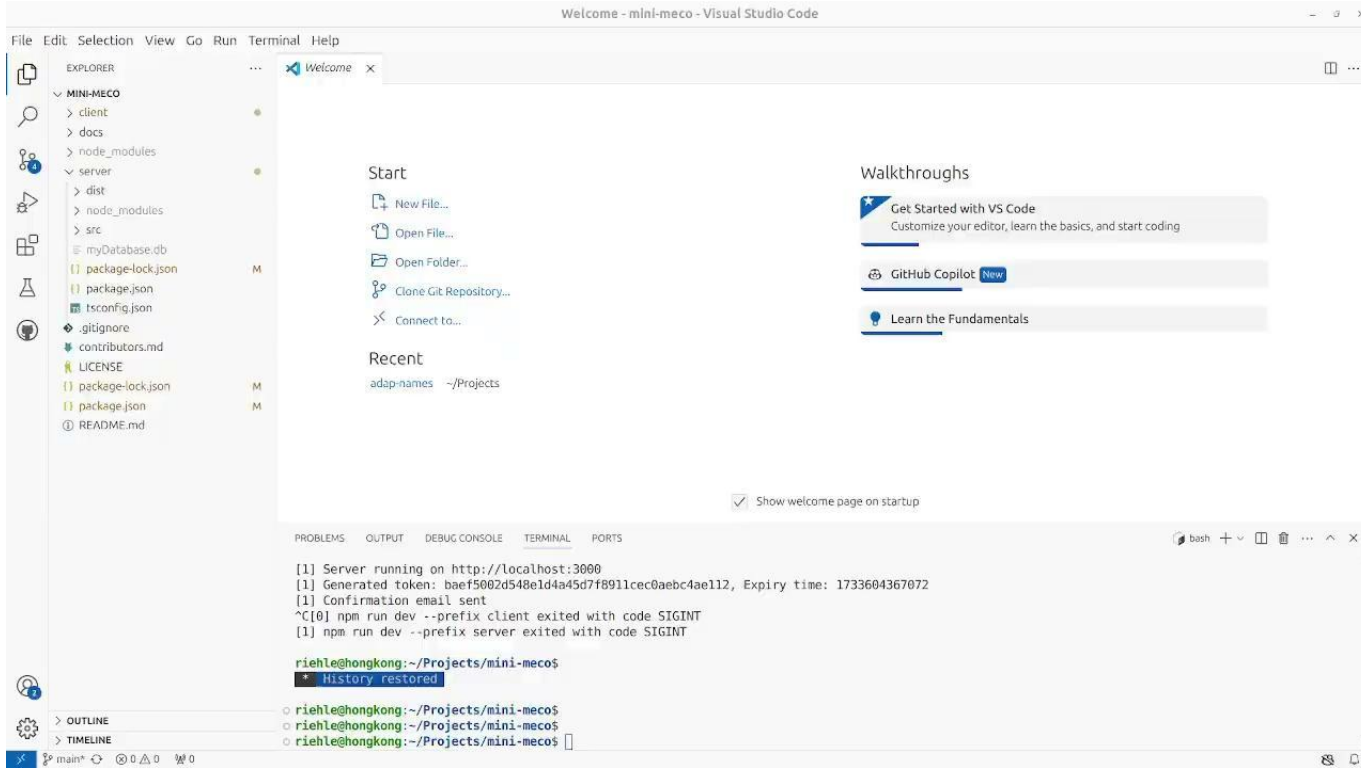 Welcome - mini-meco - Visual Studio Code
File Edit Selection View Go Run Terminal Help
EXPLORER
Welcome
MINI-MECO
client
docs
node_modules
server
dist
node_modules
src
myDatabase.db
package-lock.json M
package.json
tsconfig.json
.gitignore
contributors.md
LICENSE
package-lock.json M
package.json M
README.md
OUTLINE
TIMELINE
4
2
Start
New File...
Open File...
Open Folder...
Clone Git Repository...
Connect to...
Recent
adap-names ~/Projects
Walkthroughs
Get Started with VS Code
Customize your editor, learn the basics, and start coding
GitHub Copilot New
Learn the Fundamentals
Show welcome page on startup
PROBLEMS OUTPUT DEBUG CONSOLE TERMINAL PORTS
bash
[1] Server running on http://localhost:3000
[1] Generated token: baef5002d548e1d4a45d7f8911cec0aebc4ae112, Expiry time: 1733604367072
[1] Confirmation email sent
^C[0] npm run dev --prefix client exited with code SIGINT
[1] npm run dev --prefix server exited with code SIGINT
riehle@hongkong:~/Projects/mini-meco$
* History restored
riehle@hongkong:~/Projects/mini-meco$
riehle@hongkong:~/Projects/mini-meco$
riehle@hongkong:~/Projects/mini-meco$
main* 0 0 0